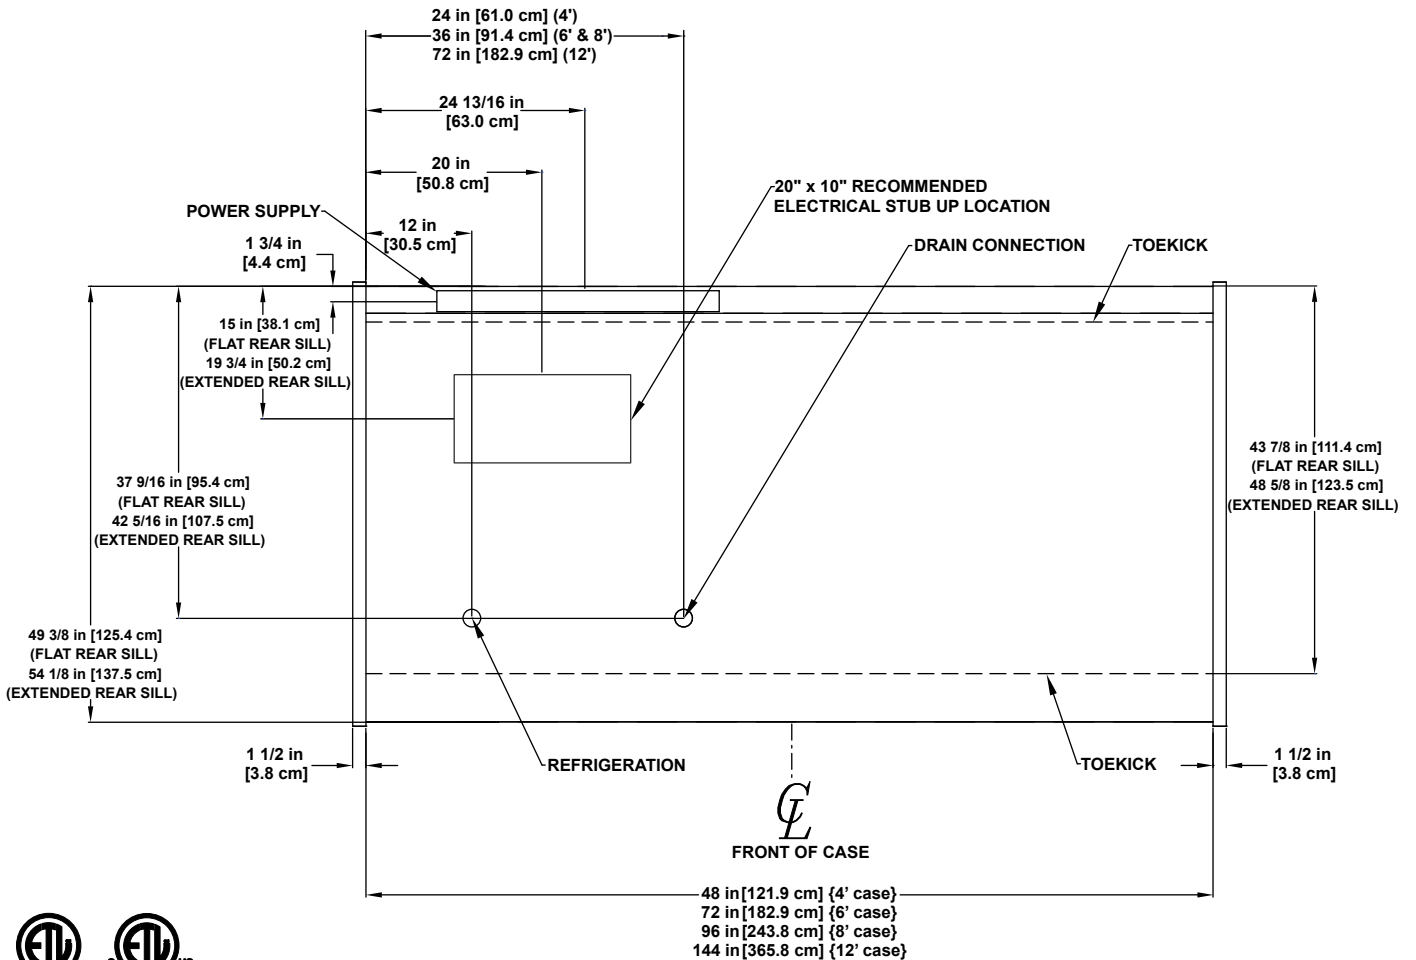 24 in [61.0 cm] (4')
36 in [91.4 cm] (6' & 8')
72 in [182.9 cm] (12')
24 13/16 in
[63.0 cm]
20 in
[50.8 cm]
20" x 10" RECOMMENDED
ELECTRICAL STUB UP LOCATION
POWER SUPPLY
12 in
[30.5 cm]
1 3/4 in
[4.4 cm]
DRAIN CONNECTION
TOEKICK
15 in [38.1 cm]
(FLAT REAR SILL)
19 3/4 in [50.2 cm]
(EXTENDED REAR SILL)
37 9/16 in [95.4 cm]
(FLAT REAR SILL)
42 5/16 in [107.5 cm]
(EXTENDED REAR SILL)
43 7/8 in [111.4 cm]
(FLAT REAR SILL)
48 5/8 in [123.5 cm]
(EXTENDED REAR SILL)
49 3/8 in [125.4 cm]
(FLAT REAR SILL)
54 1/8 in [137.5 cm]
(EXTENDED REAR SILL)
1 1/2 in
[3.8 cm]
REFRIGERATION
TOEKICK
1 1/2 in
[3.8 cm]
CL
FRONT OF CASE
48 in [121.9 cm] {4’ case}
72 in [182.9 cm] {6’ case}
96 in [243.8 cm] {8’ case}
144 in [365.8 cm] {12’ case}